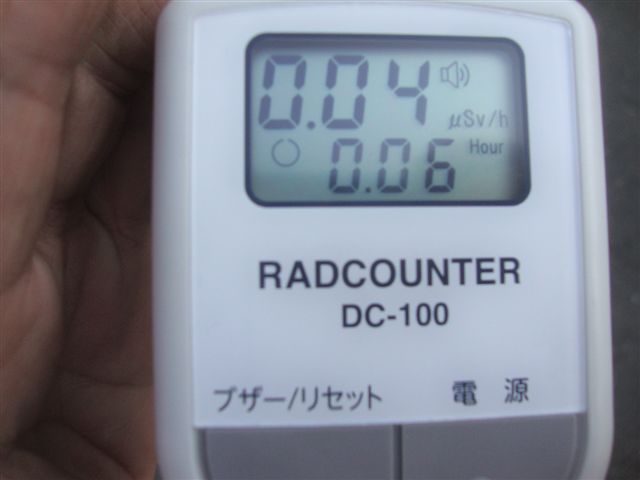 0.04 μSv/h
0.06 Hour
RADCOUNTER
DC-100
ブザー/リセット 電源